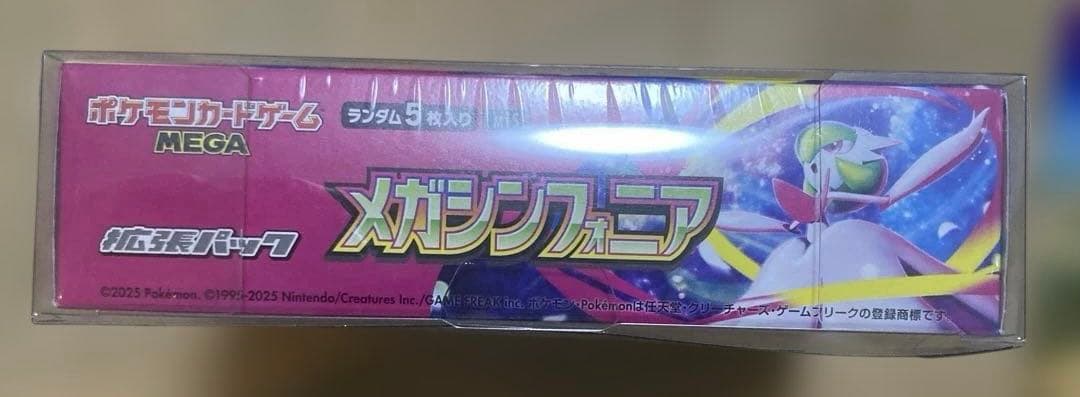 ポケモンカードゲーム
MEGA
ランダム5枚入り
メガシンフォニア
拡張パック
©2025 Pokémon. ©1995-2025 Nintendo/Creatures Inc./GAME FREAK inc. ポケモン・Pokémonは任天堂・クリーチャーズ・ゲームフリークの登録商標です。